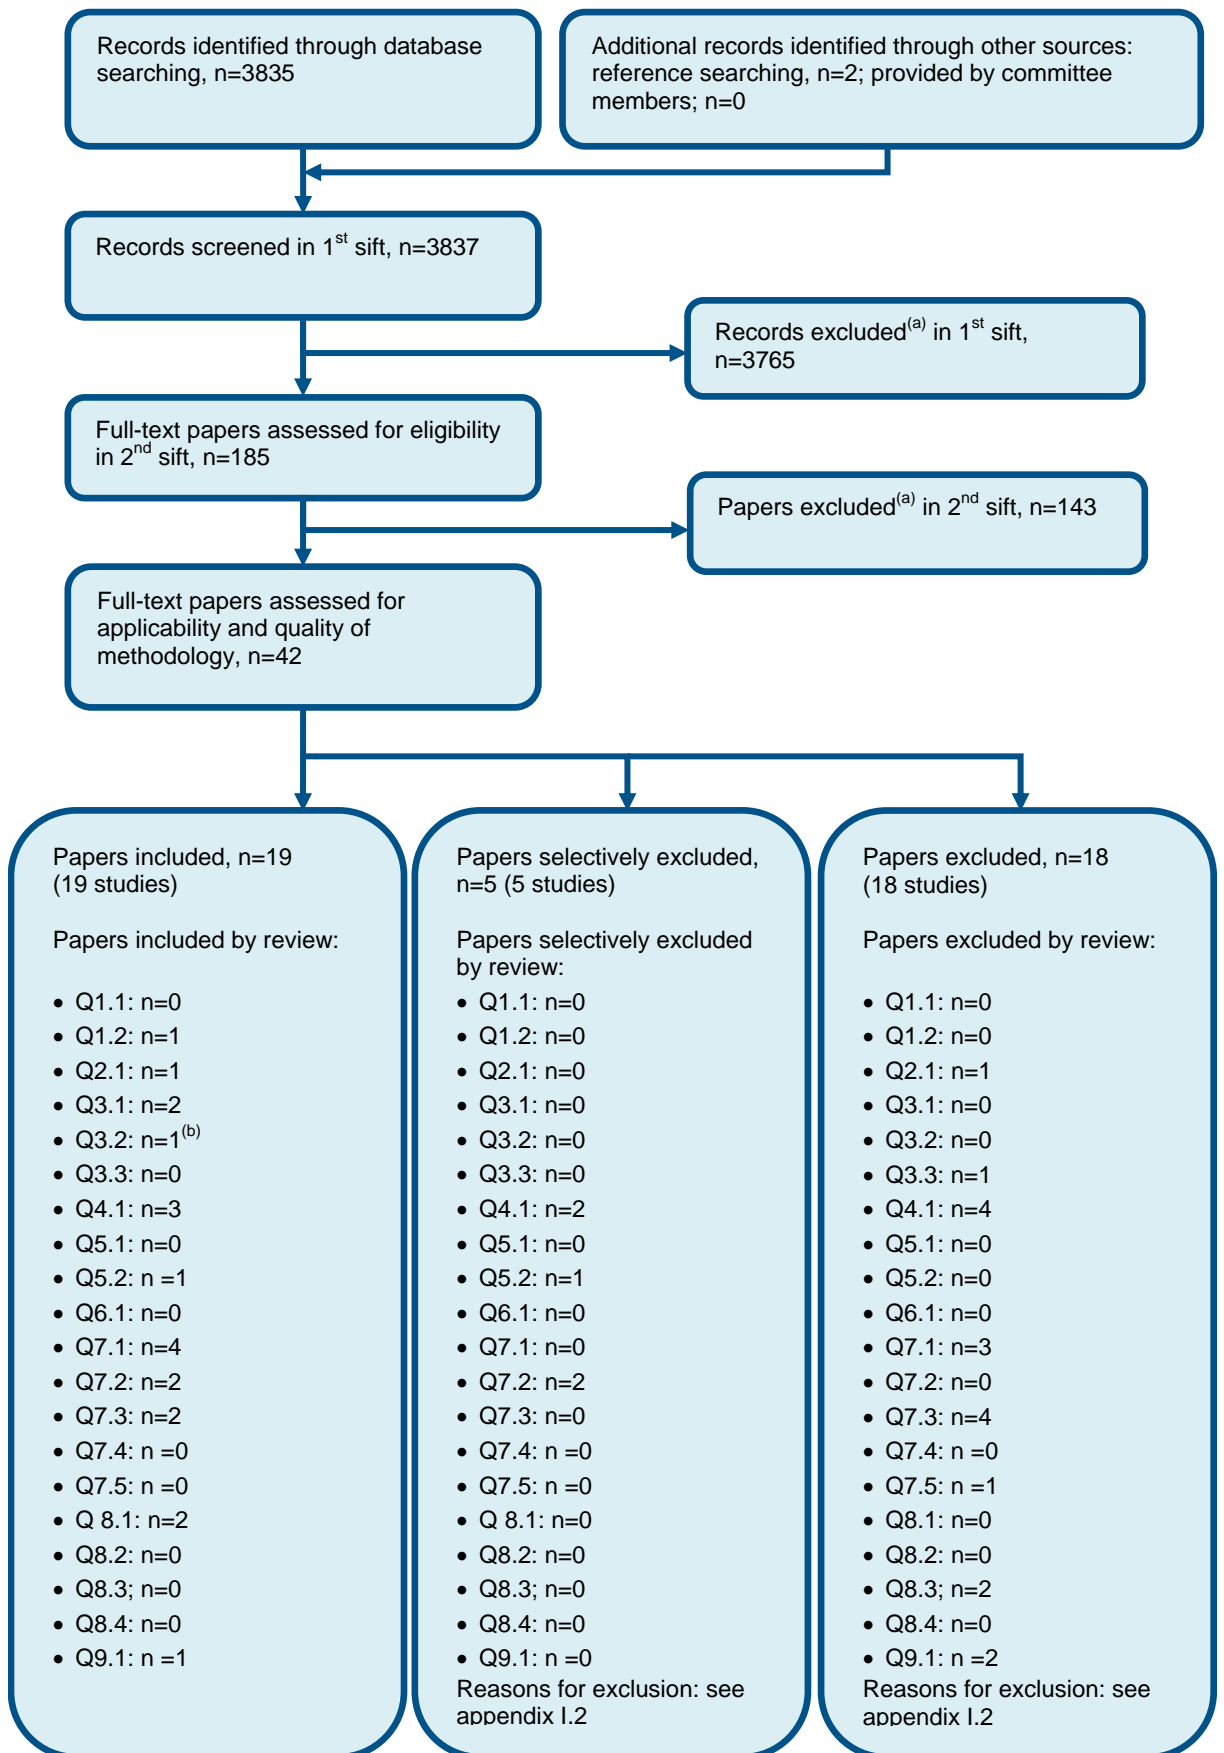 Records identified through database
searching, n=3835
Additional records identified through other sources:
reference searching, n=2; provided by committee
members; n=0
Records screened in 1st sift, n=3837
Records excluded(a) in 1st sift,
n=3765
Full-text papers assessed for eligibility
in 2nd sift, n=185
Papers excluded(a) in 2nd sift, n=143
Full-text papers assessed for
applicability and quality of
methodology, n=42
Papers included, n=19
(19 studies)
Papers included by review:
• Q1.1: n=0
• Q1.2: n=1
• Q2.1: n=1
• Q3.1: n=2
• Q3.2: n=1(b)
• Q3.3: n=0
• Q4.1: n=3
• Q5.1: n=0
• Q5.2: n =1
• Q6.1: n=0
• Q7.1: n=4
• Q7.2: n=2
• Q7.3: n=2
• Q7.4: n =0
• Q7.5: n =0
• Q 8.1: n=2
• Q8.2: n=0
• Q8.3; n=0
• Q8.4: n=0
• Q9.1: n =1
Papers selectively excluded,
n=5 (5 studies)
Papers selectively excluded
by review:
• Q1.1: n=0
• Q1.2: n=0
• Q2.1: n=0
• Q3.1: n=0
• Q3.2: n=0
• Q3.3: n=0
• Q4.1: n=2
• Q5.1: n=0
• Q5.2: n=1
• Q6.1: n=0
• Q7.1: n=0
• Q7.2: n=2
• Q7.3: n=0
• Q7.4: n =0
• Q7.5: n =0
• Q 8.1: n=0
• Q8.2: n=0
• Q8.3; n=0
• Q8.4: n=0
• Q9.1: n =0
Reasons for exclusion: see
appendix I.2
Papers excluded, n=18
(18 studies)
Papers excluded by review:
• Q1.1: n=0
• Q1.2: n=0
• Q2.1: n=1
• Q3.1: n=0
• Q3.2: n=0
• Q3.3: n=1
• Q4.1: n=4
• Q5.1: n=0
• Q5.2: n=0
• Q6.1: n=0
• Q7.1: n=3
• Q7.2: n=0
• Q7.3: n=4
• Q7.4: n =0
• Q7.5: n =1
• Q8.1: n=0
• Q8.2: n=0
• Q8.3; n=2
• Q8.4: n=0
• Q9.1: n =2
Reasons for exclusion: see
appendix I.2